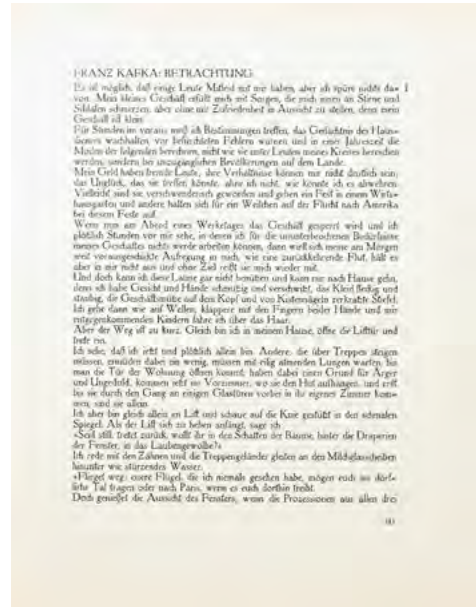 FRANZ KAFKA: BETRACHTUNG
Es ist möglich, daß einige Leute Mitleid mit mir haben, aber ich spüre nichts da= I
von. Mein kleines Geschäft erfüllt mich mit Sorgen, die mich innen an Stirne und
Schläfen schmerzen, aber ohne mir Zufriedenheit in Aussicht zu stellen, denn mein
Geschäft ist klein.
Für Stunden im voraus muß ich Bestimmungen treffen, das Gedächtnis des Haus=
dieners wachhalten, vor befürchteten Fehlern warnen und in einer Jahreszeit die
Moden der folgenden berechnen, nicht wie sie unter Leuten meines Kreises herrschen
werden, sondern bei unzugänglichen Bevölkerungen auf dem Lande.
Mein Geld haben fremde Leute, ihre Verhältnisse können mir nicht deutlich sein;
das Unglück, das sie treffen könnte, ahne ich nicht, wie könnte ich es abwehren.
Vielleicht sind sie verschwenderisch geworden und geben ein Fest in einem Wirts=
hausgarten und andere halten sich für ein Weilchen auf der Flucht nach Amerika
bei diesem Feste auf.
Wenn nun am Abend eines Werketages das Geschäft gesperrt wird und ich
plötzlich Stunden vor mir sehe, in denen ich für die ununterbrochenen Bedürfnisse
meines Geschäftes nichts werde arbeiten können, dann wirft sich meine am Morgen
weit vorausgeschickte Aufregung in mich, wie eine zurückkehrende Flut, hält es
aber in mir nicht aus und ohne Ziel reißt sie mich wieder mit.
Und doch kann ich diese Laune gar nicht benützen und kann nur nach Hause gehn,
denn ich habe Gesicht und Hände schmutzig und verschwitzt, das Kleid fleckig und
staubig, die Geschäftsmütze auf dem Kopf und von Kistennägeln zerkratzte Stiefel.
Ich gehe dann wie auf Wellen, klappere mit den Fingern beider Hände und mir
entgegenkommenden Kindern fahre ich über das Haar.
Aber der Weg ist zu kurz. Gleich bin ich in meinem Hause, öffne die Lifttür und
trete ein.
Ich sehe, daß ich jetzt und plötzlich allein bin. Andere, die über Treppen steigen
müssen, ermüden dabei ein wenig, müssen mit eilig atmenden Lungen warten, bis
man die Tür der Wohnung öffnen kommt, haben dabei einen Grund für Ärger
und Ungeduld, kommen jetzt ins Vorzimmer, wo sie den Hut aufhängen, und erst
bis sie durch den Gang an einigen Glastüren vorbei in ihr eigenes Zimmer kom=
men, sind sie allein.
Ich aber bin gleich allein im Lift und schaue auf die Knie gestützt in den schmalen
Spiegel. Als der Lift sich zu heben anfängt, sage ich
»Seid still, tretet zurück, wollt ihr in den Schatten der Bäume, hinter die Draperien
der Fenster, in das Laubengewölbe?«
Ich rede mit den Zähnen und die Treppengeländer gleiten an den Milchglasscheiben
hinunter wie stürzendes Wasser.
»Flieget weg; euere Flügel, die ich niemals gesehen habe, mögen euch ins dörf=
liche Tal tragen oder nach Paris, wenn es euch dorthin treibt.
Doch genießet die Aussicht des Fensters, wenn die Prozessionen aus allen drei